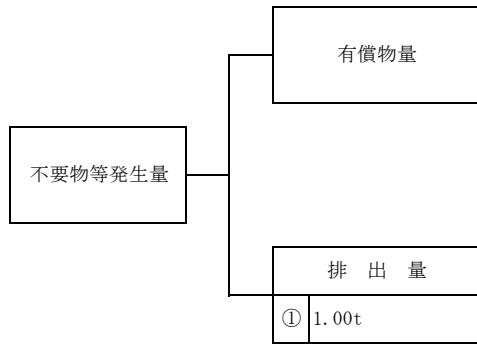 有償物量
不要物等発生量
排 出 量
① 1.00t